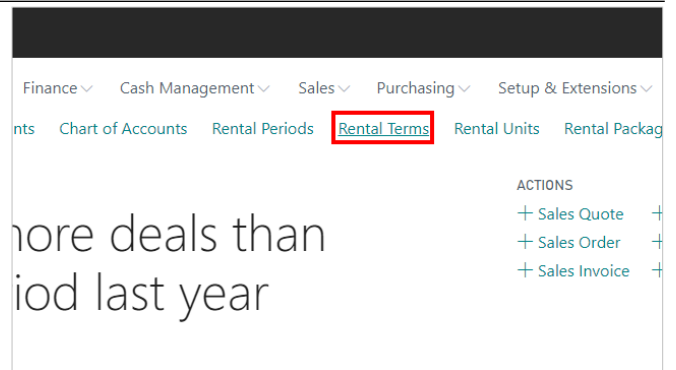 Finance Cash Management Sales Purchasing Setup & Extensions
nts Chart of Accounts Rental Periods Rental Terms Rental Units Rental Packag
ACTIONS
+ Sales Quote +
+ Sales Order +
+ Sales Invoice +
nore deals than
iod last year